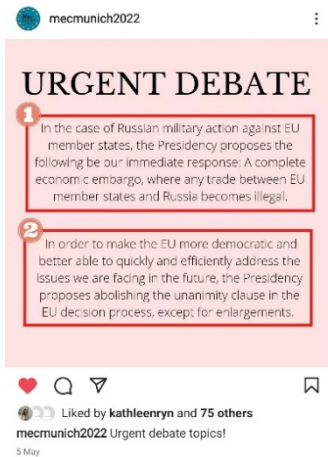 mecmunich2022
URGENT DEBATE
1
In the case of Russian military action against EU
member states, the Presidency proposes the
following be our immediate response: A complete
economic embargo, where any trade between EU
member states and Russia becomes illegal.
2
In order to make the EU more democratic and
better able to quickly and efficiently address the
issues we are facing in the future, the Presidency
proposes abolishing the unanimity clause in the
EU decision process, except for enlargements.
Liked by kathleenryn and 75 others
mecmunich2022 Urgent debate topics!
5 May